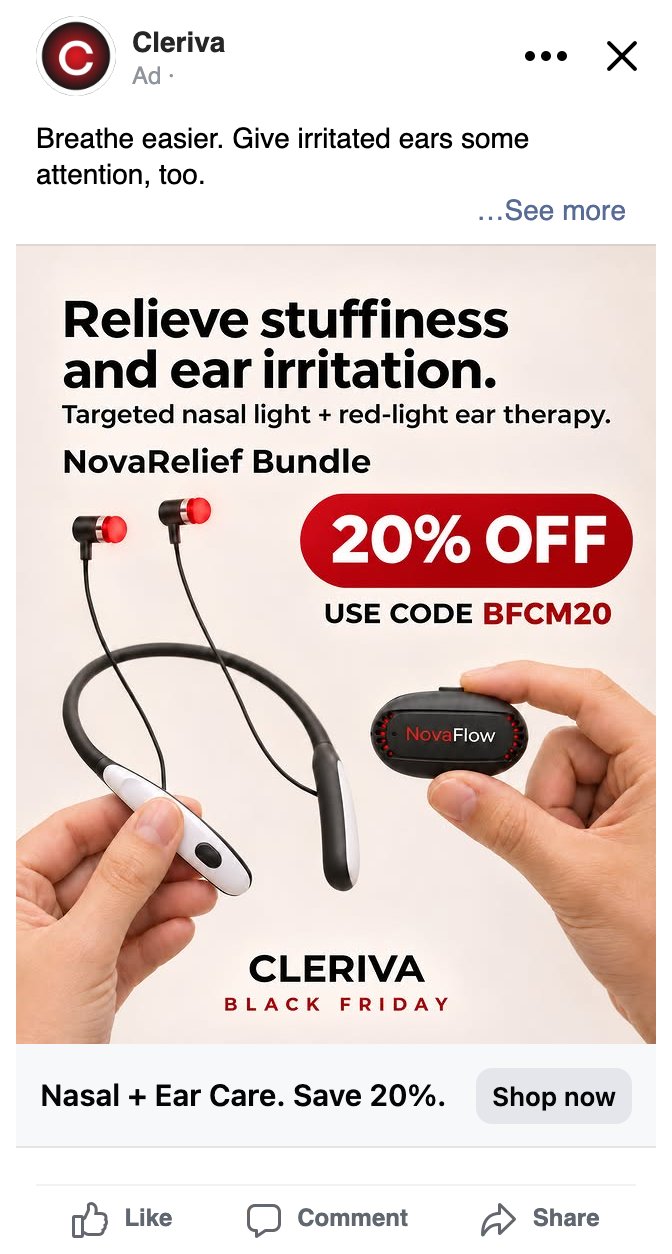 C
Cleriva
Ad ·
Breathe easier. Give irritated ears some
attention, too.
...See more
Relieve stuffiness
and ear irritation.
Targeted nasal light + red-light ear therapy.
NovaRelief Bundle
20% OFF
USE CODE BFCM20
NovaFlow
CLERIVA
BLACK FRIDAY
Nasal + Ear Care. Save 20%.
Shop now
Like
Comment
Share